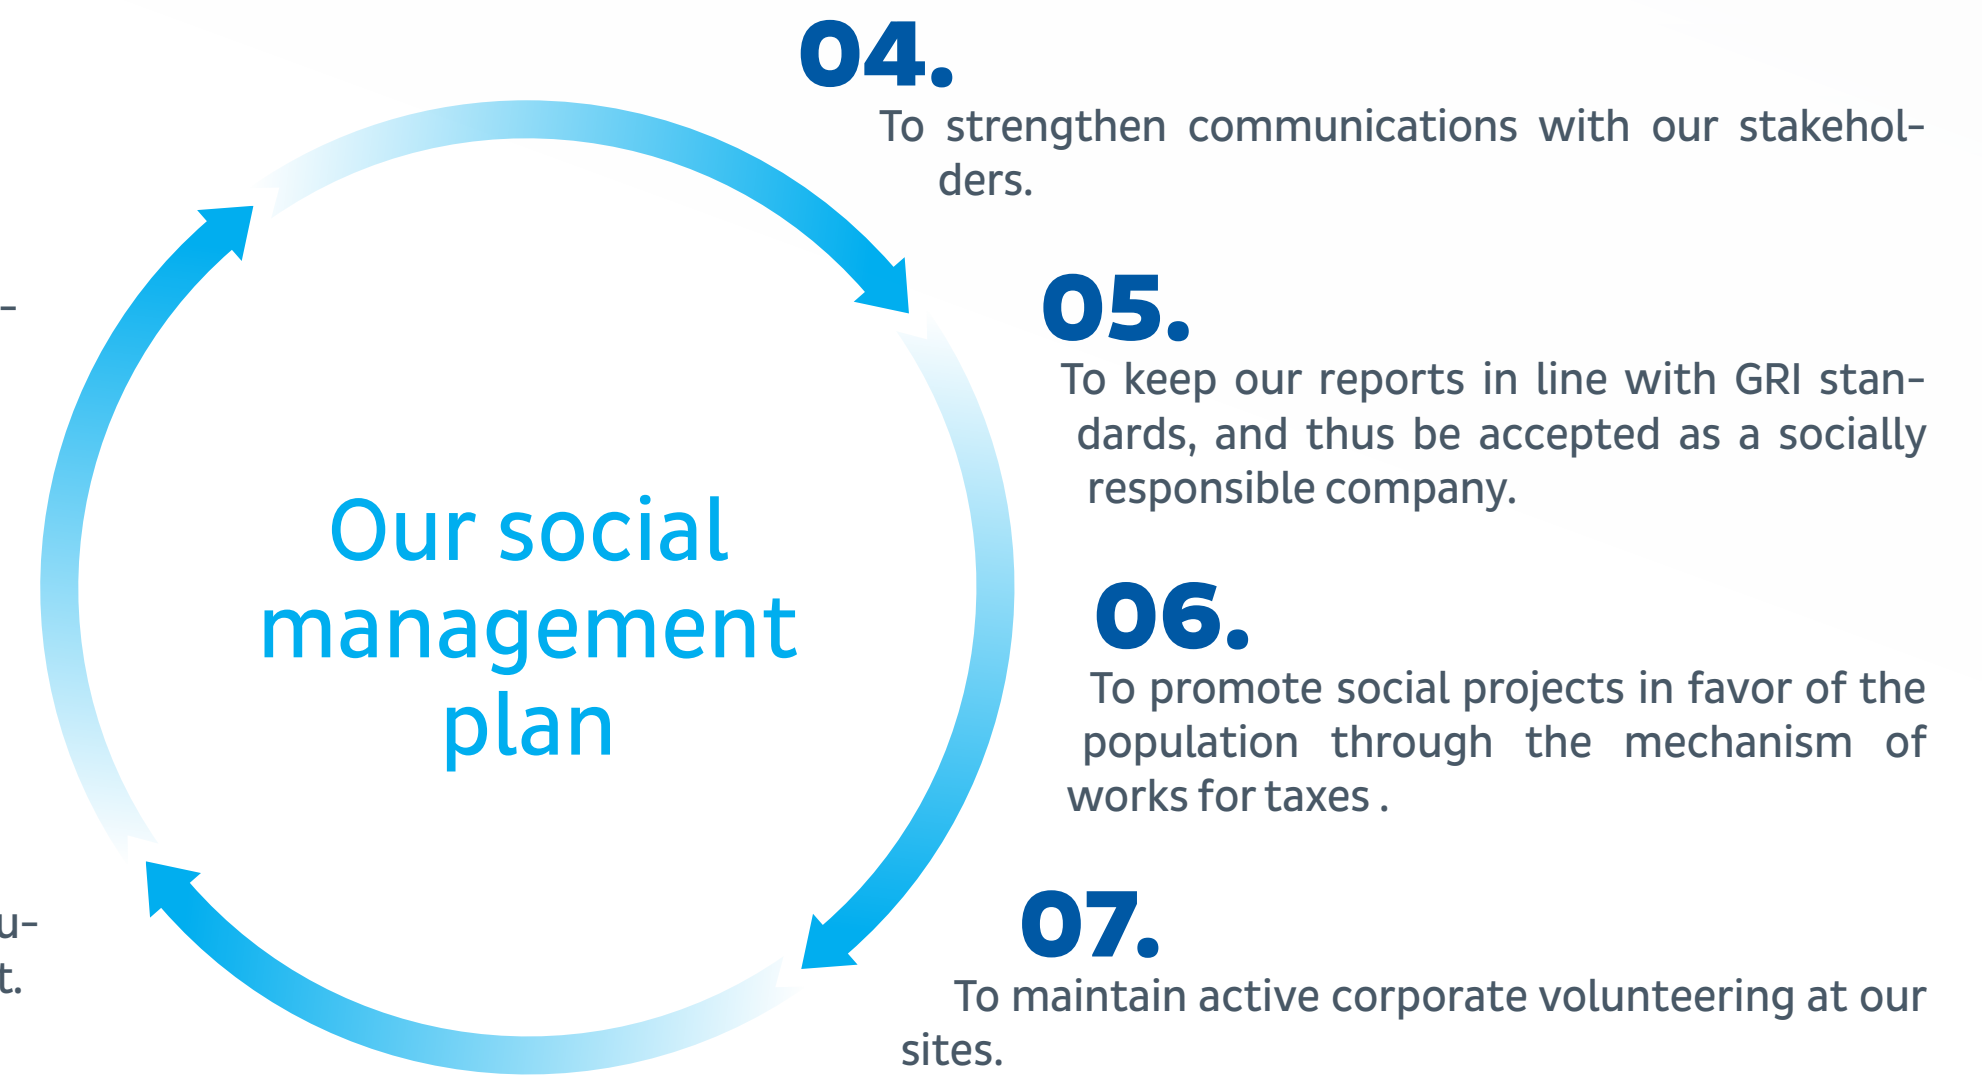 04.
To strengthen communications with our stakehol-
ders.
-
05.
To keep our reports in line with GRI stan-
dards, and thus be accepted as a socially
responsible company.
Our social
management
plan
06.
To promote social projects in favor of the
population through the mechanism of
works for taxes .
07.
u-
t.
To maintain active corporate volunteering at our
sites.